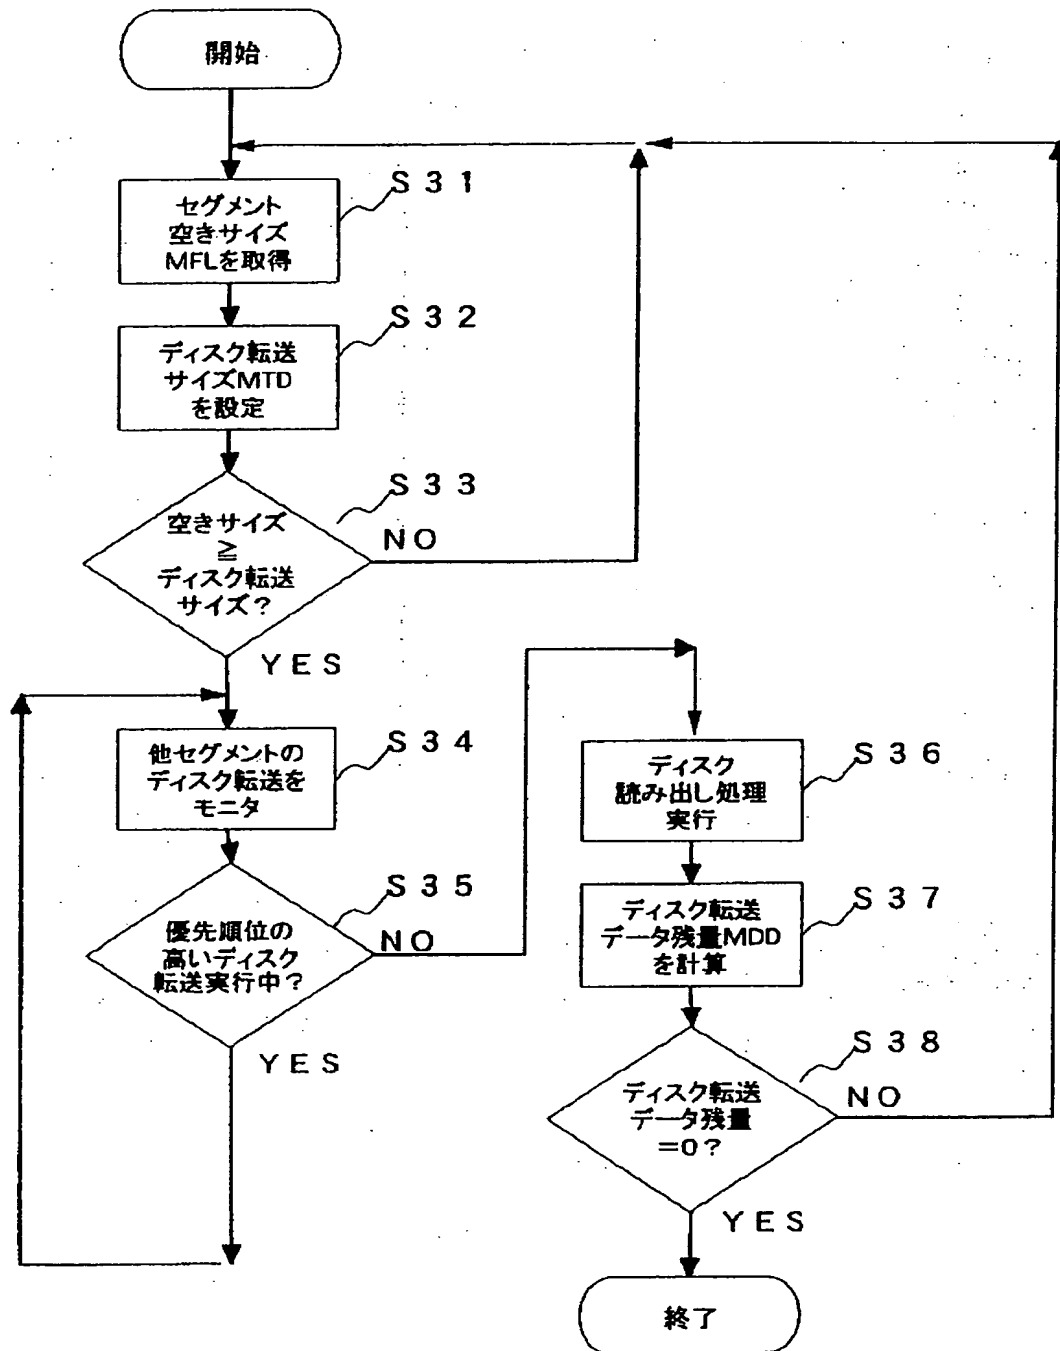 開始
S31
セグメント
空きサイズ
MFLを取得
S32
ディスク転送
サイズMTD
を設定
S33
空きサイズ
≧
ディスク転送
サイズ?
NO
YES
S34
他セグメントの
ディスク転送を
モニタ
S35
優先順位の
高いディスク
転送実行中?
NO
YES
S36
ディスク
読み出し処理
実行
S37
ディスク転送
データ残量MDD
を計算
S38
ディスク転送
データ残量
=0?
NO
YES
終了